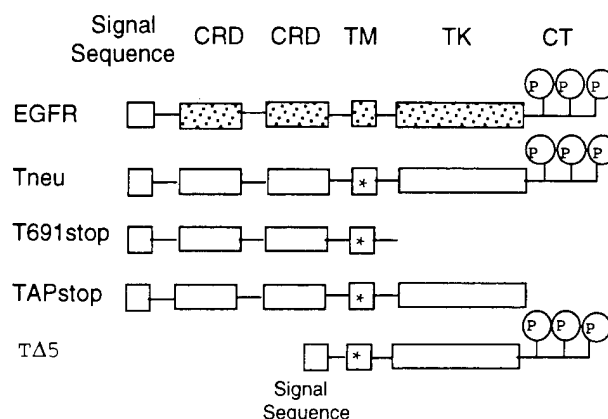 Signal
Sequence CRD CRD TM TK CT
EGFR P P P
Tneu * P P P
T691stop *
TAPstop *
TΔ5 * P P P
Signal
Sequence